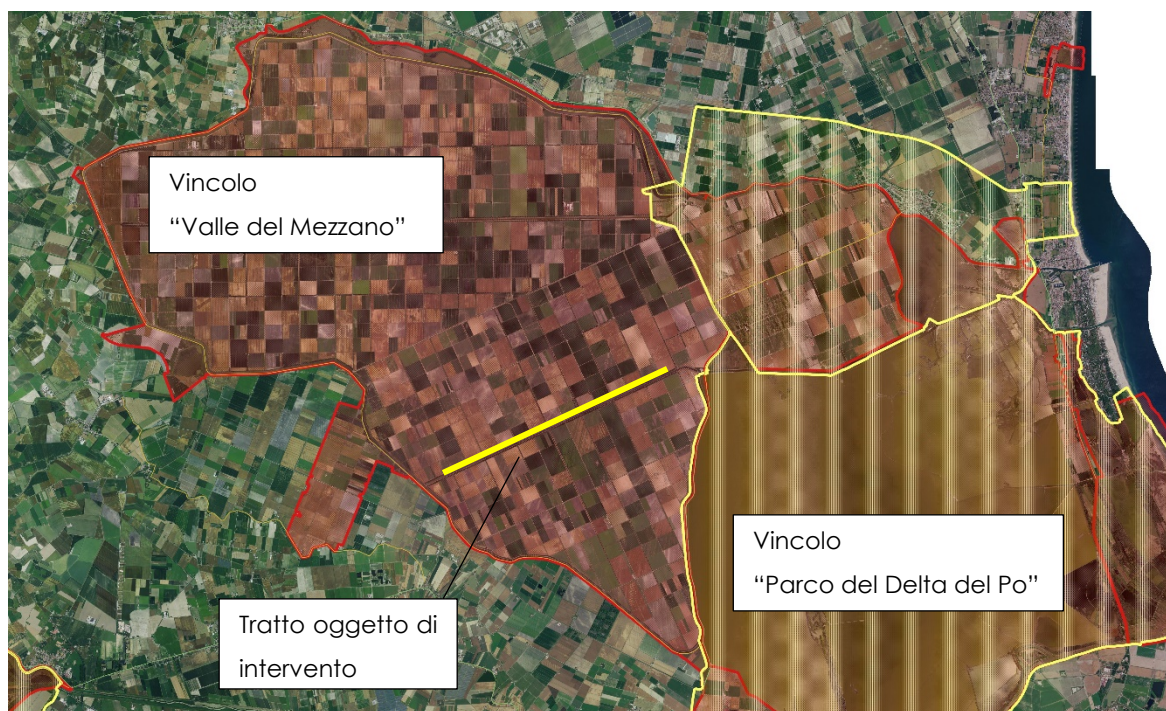 Vincolo
“Valle del Mezzano”
Vincolo
“Parco del Delta del Po”
Tratto oggetto di
intervento